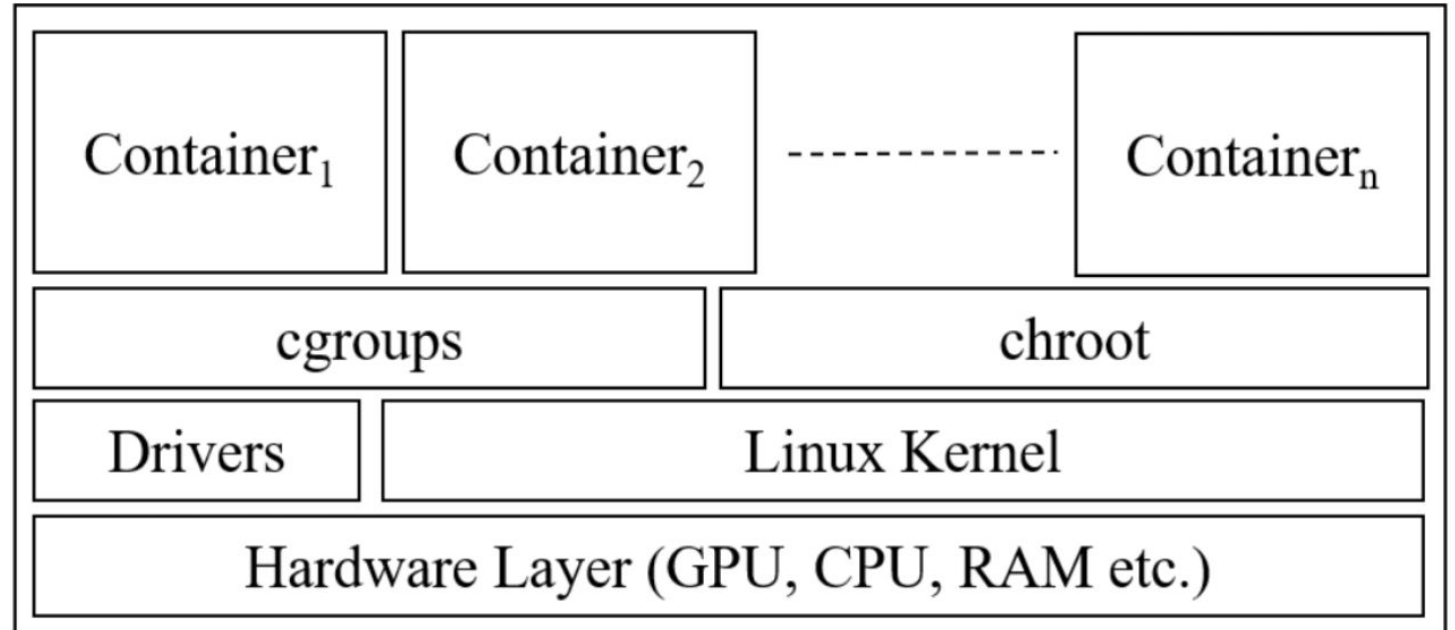 Container₁ Container₂ Containerₙ
cgroups chroot
Drivers Linux Kernel
Hardware Layer (GPU, CPU, RAM etc.)